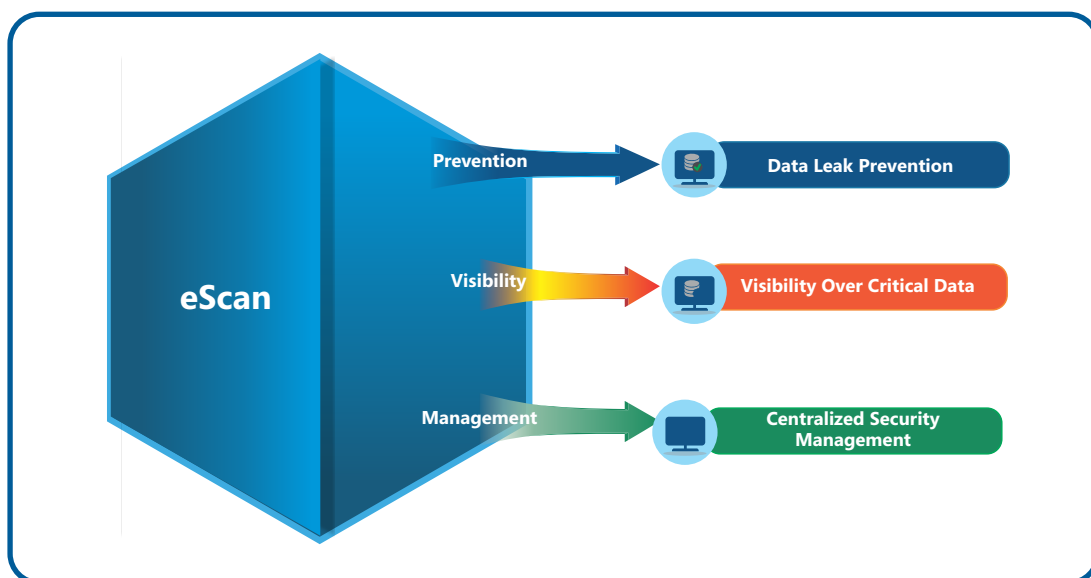 eScan
Prevention
Data Leak Prevention
Visibility
Visibility Over Critical Data
Management
Centralized Security
Management